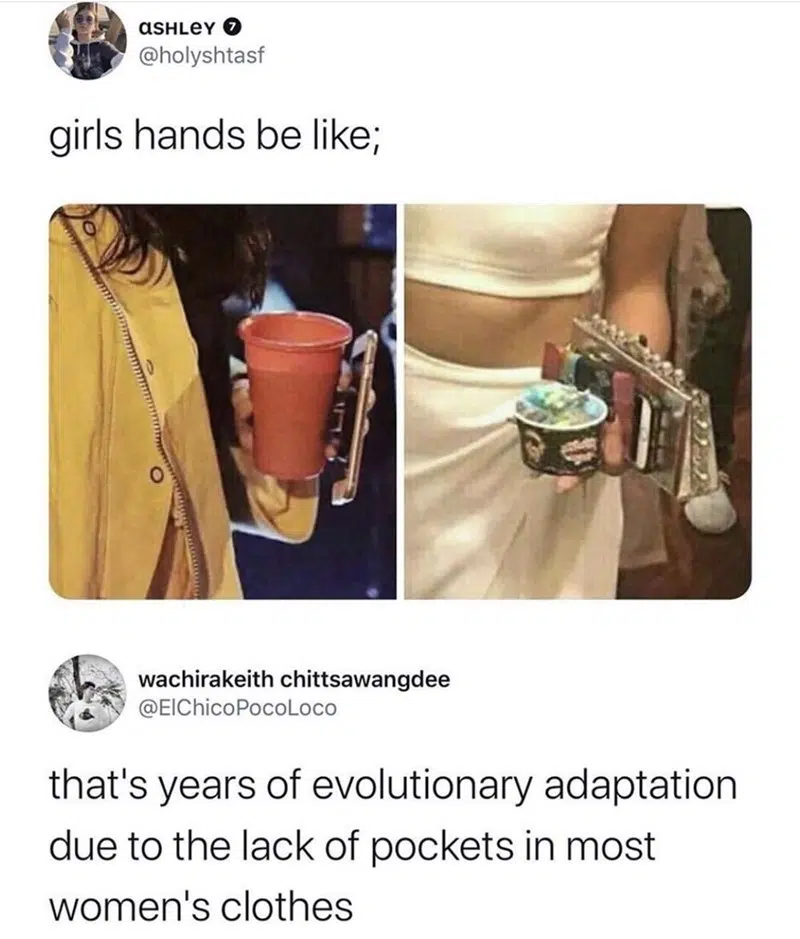 ASHLEY 7
@holyshtasf
girls hands be like;
wachirakeith chittsawangdee
@ElChicoPocoLoco
that's years of evolutionary adaptation
due to the lack of pockets in most
women's clothes